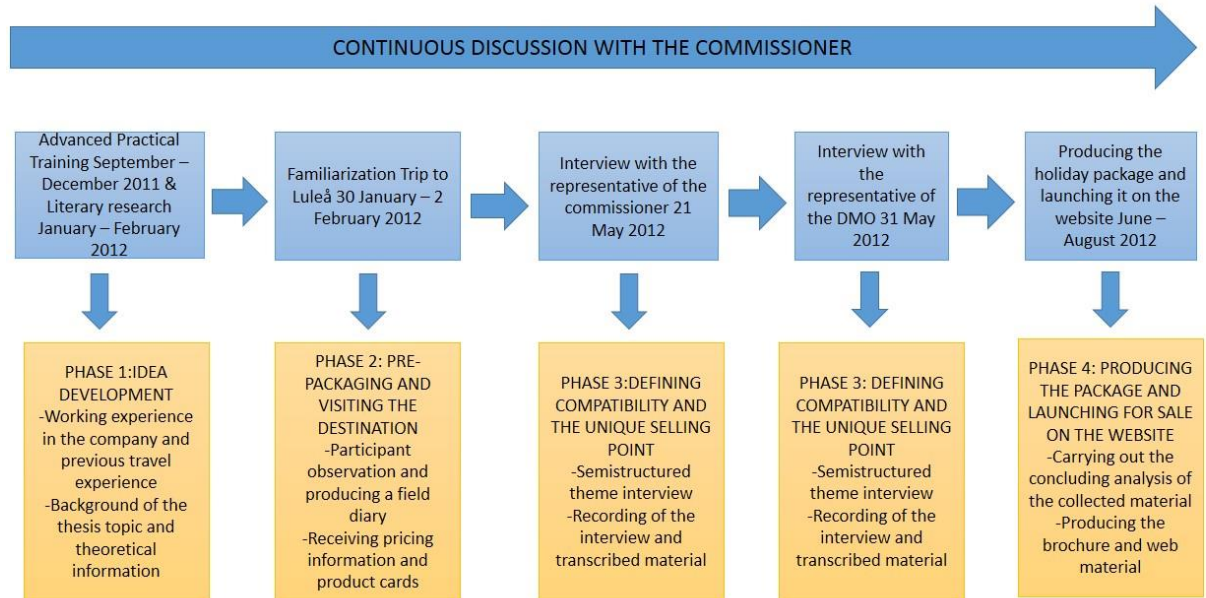 CONTINUOUS DISCUSSION WITH THE COMMISSIONER
Advanced Practical
Training September –
December 2011 &
Literary research
January – February
2012
Familiarization Trip to
Luleå 30 January – 2
February 2012
Interview with the
representative of the
commissioner 21
May 2012
Interview with
the
representative of
the DMO 31 May
2012
Producing the
holiday package and
launching it on the
website June –
August 2012
PHASE 1:IDEA
DEVELOPMENT
-Working experience
in the company and
previous travel
experience
-Background of the
thesis topic and
theoretical
information
PHASE 2: PRE-
PACKAGING AND
VISITING THE
DESTINATION
-Participant
observation and
producing a field
diary
-Receiving pricing
information and
product cards
PHASE 3:DEFINING
COMPATIBILITY AND
THE UNIQUE SELLING
POINT
-Semistructured
theme interview
-Recording of the
interview and
transcribed material
PHASE 3: DEFINING
COMPATIBILITY AND
THE UNIQUE SELLING
POINT
-Semistructured
theme interview
-Recording of the
interview and
transcribed material
PHASE 4: PRODUCING
THE PACKAGE AND
LAUNCHING FOR SALE
ON THE WEBSITE
-Carrying out the
concluding analysis of
the collected material
-Producing the
brochure and web
material